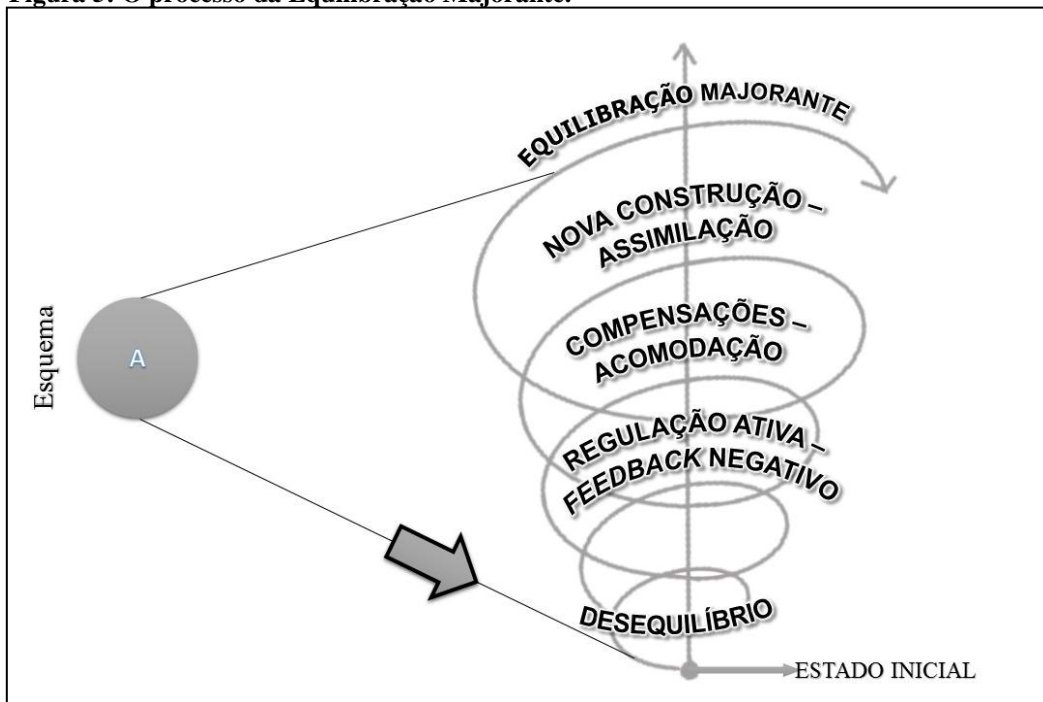 Figura 3: O processo da Equilibração Majorante.
EQUILIBRAÇÃO MAJORANTE
NOVA CONSTRUÇÃO –
ASSIMILAÇÃO
COMPENSAÇÕES –
ACOMODAÇÃO
Esquema
A
REGULAÇÃO ATIVA –
FEEDBACK NEGATIVO
DESEQUILÍBRIO
ESTADO INICIAL